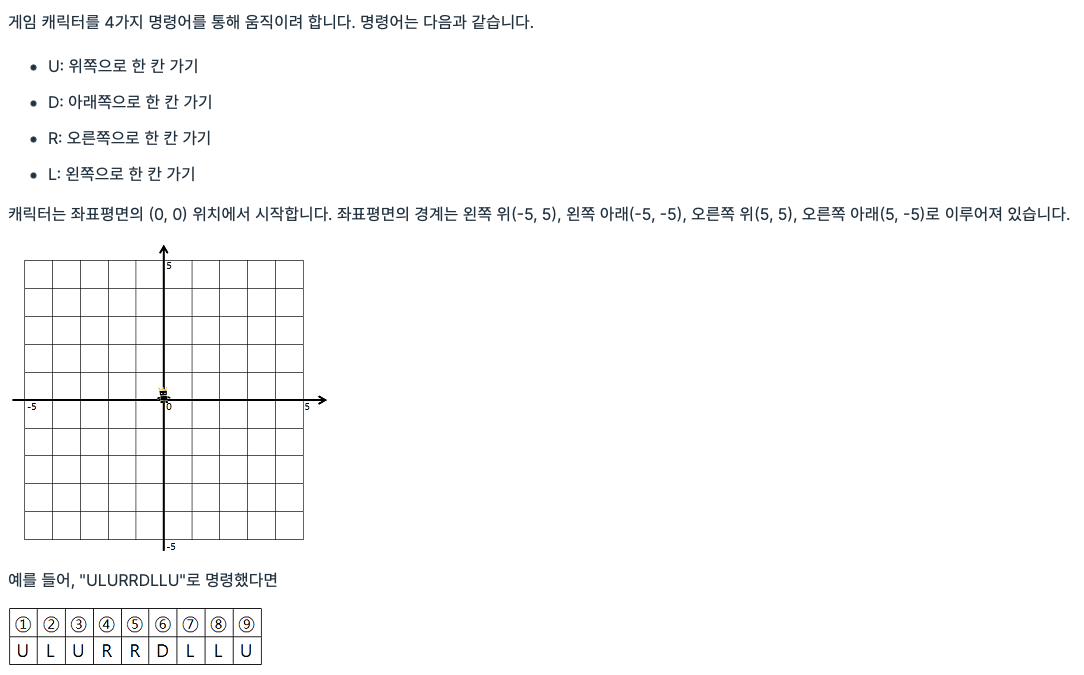 게임 캐릭터를 4가지 명령어를 통해 움직이려 합니다. 명령어는 다음과 같습니다.
• U: 위쪽으로 한 칸 가기
• D: 아래쪽으로 한 칸 가기
• R: 오른쪽으로 한 칸 가기
• L: 왼쪽으로 한 칸 가기
캐릭터는 좌표평면의 (0, 0) 위치에서 시작합니다. 좌표평면의 경계는 왼쪽 위(-5, 5), 왼쪽 아래(-5, -5), 오른쪽 위(5, 5), 오른쪽 아래(5, -5)로 이루어져 있습니다.
5
-5 0 5
-5
예를 들어, "ULURRDLLU"로 명령했다면
① ② ③ ④ ⑤ ⑥ ⑦ ⑧ ⑨
U L U R R D L L U